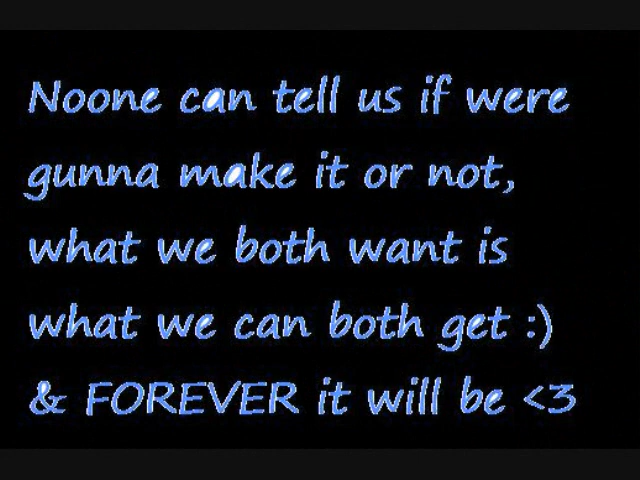 Noone can tell us if were
gunna make it or not,
what we both want is
what we can both get :)
& FOREVER it will be <3